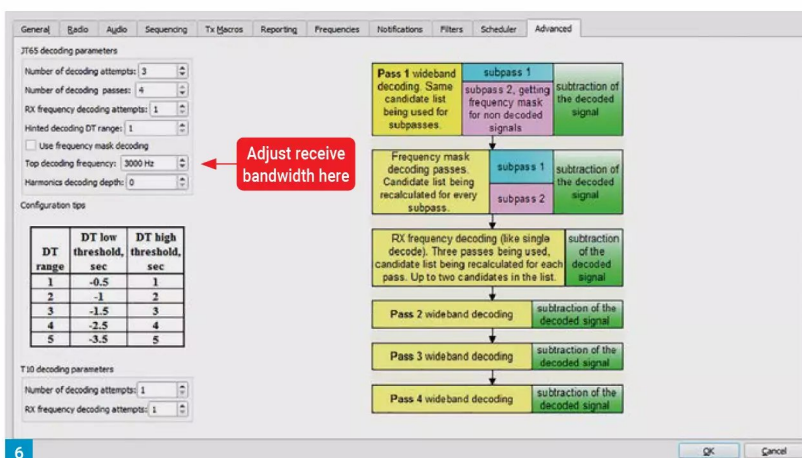 General Radio Audio Sequencing Tx Macros Reporting Frequencies Notifications Filters Scheduler Advanced
JT65 decoding parameters
Number of decoding attempts: 3
Number of decoding passes: 4
RX frequency decoding attempts: 1
Hinted decoding DT range: 1
Use frequency mask decoding
Top decoding frequency: 3000 Hz
Harmonics decoding depth: 0
Adjust receive
bandwidth here
Configuration tips
DT range DT low threshold, sec DT high threshold, sec
1 -0.5 1
2 -1 2
3 -1.5 3
4 -2.5 4
5 -3.5 5
T10 decoding parameters
Number of decoding attempts: 1
RX frequency decoding attempts: 1
Pass 1 wideband
decoding. Same
candidate list
being used for
subpasses.
subpass 1
subpass 2, getting
frequency mask
for non decoded
signals
subtraction of
the decoded
signal
Frequency mask
decoding passes.
Candidate list being
recalculated for every
subpass.
subpass 1
subpass 2
subtraction of
the decoded
signal
RX frequency decoding (like single
decode). Three passes being used,
candidate list being recalculated for each
pass. Up to two candidates in the list.
subtraction
of the
decoded
signal
Pass 2 wideband decoding
subtraction of the
decoded signal
Pass 3 wideband decoding
subtraction of the
decoded signal
Pass 4 wideband decoding
subtraction of the
decoded signal
6
OK Cancel